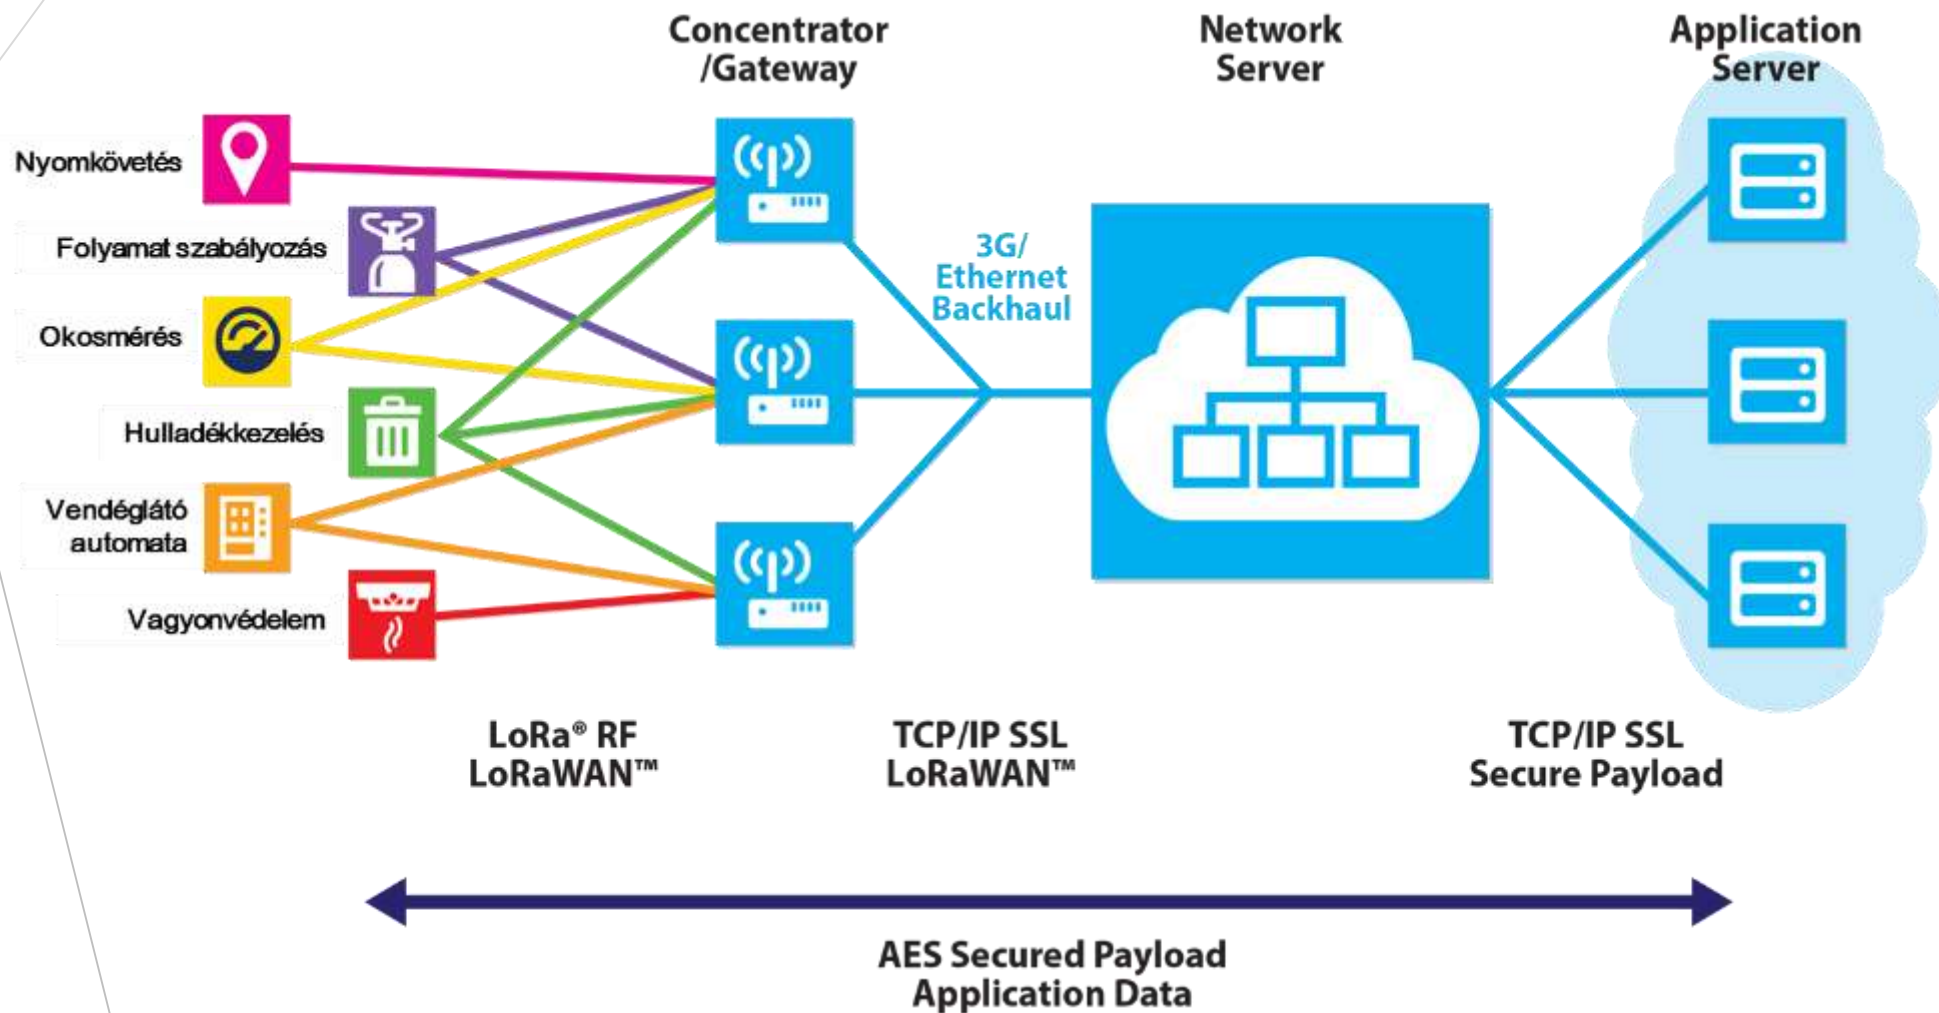 Concentrator
/Gateway
Network
Server
Application
Server
Nyomkövetés
Folyamat szabályozás
Okosmérés
Hulladékkezelés
Vendéglátó
automata
Vagyonvédelem
3G/
Ethernet
Backhaul
LoRa® RF
LoRaWAN™
TCP/IP SSL
LoRaWAN™
TCP/IP SSL
Secure Payload
AES Secured Payload
Application Data